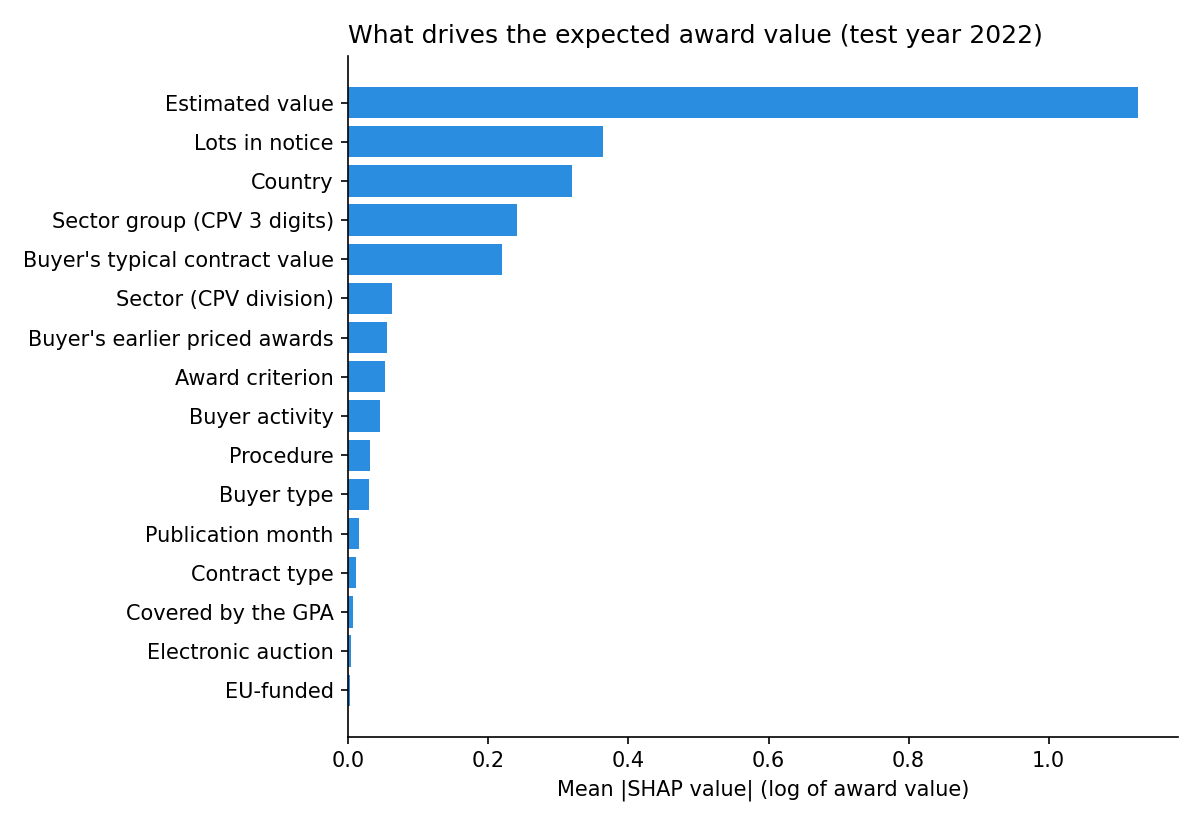 What drives the expected award value (test year 2022)
Estimated value
Lots in notice
Country
Sector group (CPV 3 digits)
Buyer's typical contract value
Sector (CPV division)
Buyer's earlier priced awards
Award criterion
Buyer activity
Procedure
Buyer type
Publication month
Contract type
Covered by the GPA
Electronic auction
EU-funded
0.0 0.2 0.4 0.6 0.8 1.0
Mean |SHAP value| (log of award value)